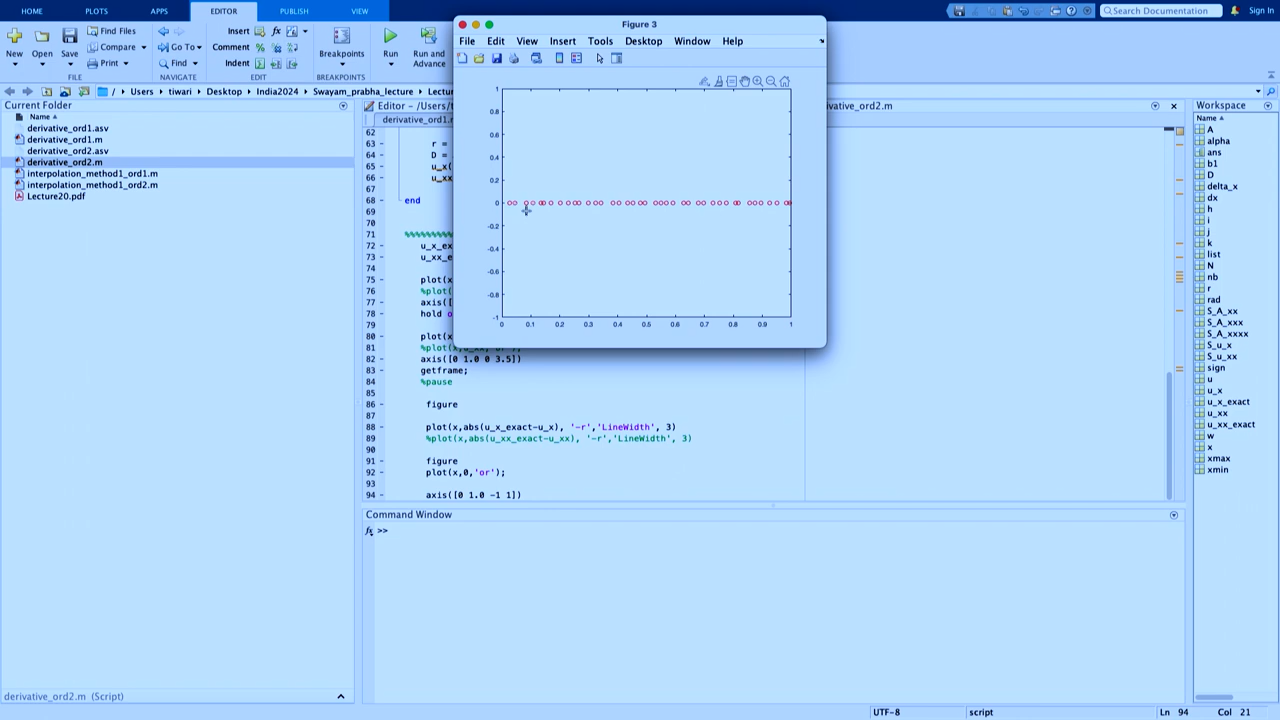 HOME PLOTS APPS EDITOR PUBLISH VIEW
Search Documentation Sign In
New Open Save
Find Files
Compare
Print
FILE
Go To
Find
NAVIGATE
Insert fx
Comment
Indent
EDIT
Breakpoints
BREAKPOINTS
Run
Run and
Advance
/ Users tiwari Desktop India2024 Swayam_prabha_lecture
Current Folder
Name
derivative_ord1.asv
derivative_ord1.m
derivative_ord2.asv
derivative_ord2.m
interpolation_method1_ord1.m
interpolation_method1_ord2.m
Lecture20.pdf
derivative_ord2.m (Script)
62
63 r =
64 D =
65 u_x(
66 u_xx
67
68 end
69
70
71 %%%%%%%%
72 u_x_ex
73 u_xx_e
74
75 plot(x
76 %plot(
77 axis([
78 hold o
79
80 plot(x
81 %plot(x,u_xx, 'or');
82 axis([0 1.0 0 3.5])
83 getframe;
84 %pause
85
86 figure
87
88 plot(x,abs(u_x_exact-u_x), '-r','LineWidth', 3)
89 %plot(x,abs(u_xx_exact-u_xx), '-r','LineWidth', 3)
90
91 figure
92 plot(x,0,'or');
93
94 axis([0 1.0 -1 1])
Figure 3
File Edit View Insert Tools Desktop Window Help
1
0.8
0.6
0.4
0.2
0
-0.2
-0.4
-0.6
-0.8
-1
0 0.1 0.2 0.3 0.4 0.5 0.6 0.7 0.8 0.9 1
Command Window
fx >>
Workspace
Name
A
alpha
ans
b1
D
delta_x
dx
h
i
j
k
list
N
nb
r
rad
S_A_xx
S_A_xxx
S_A_xxxx
S_u_x
S_u_xx
sign
u
u_x
u_x_exact
u_xx
u_xx_exact
w
x
xmax
xmin
UTF-8 script Ln 94 Col 21